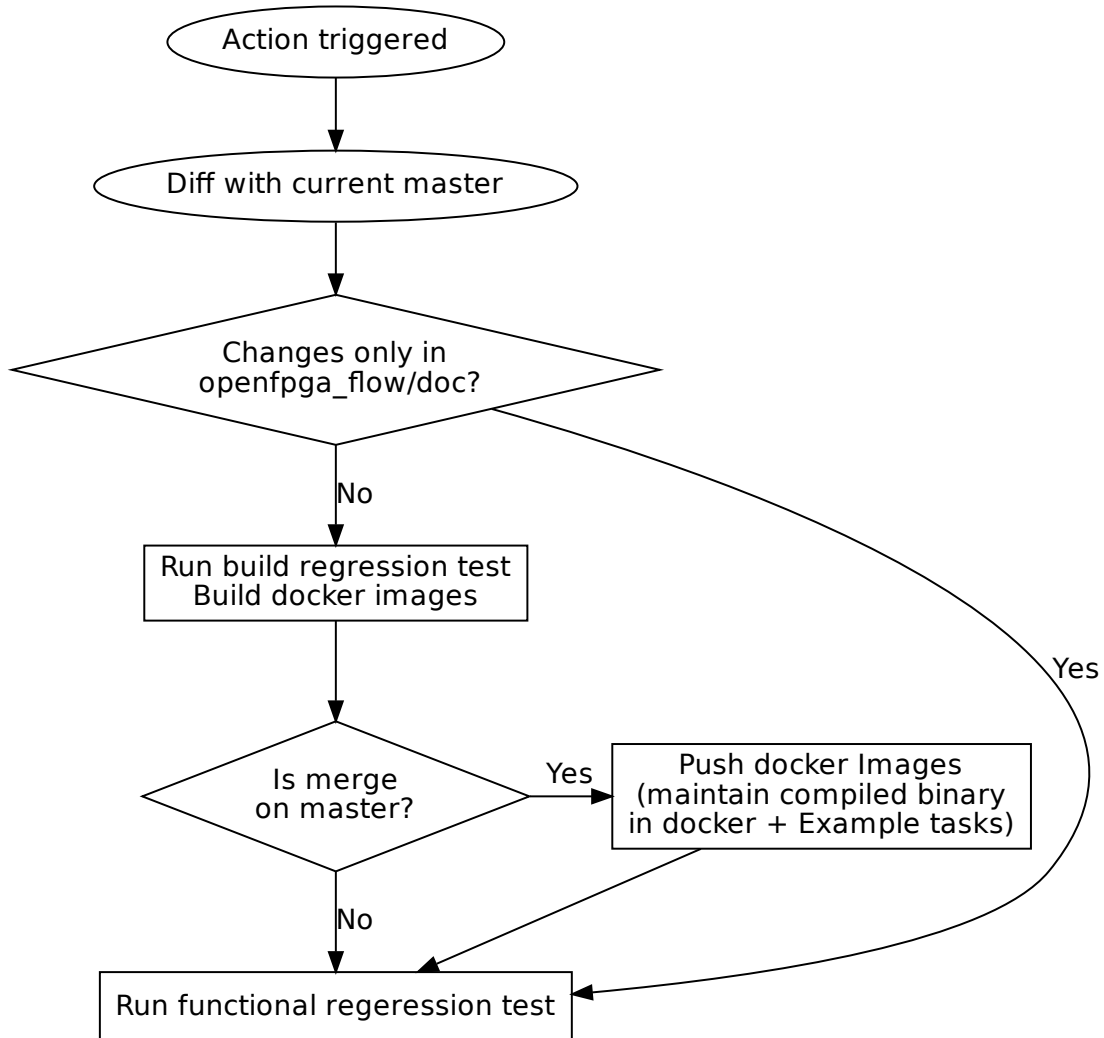 Action triggered
Diff with current master
Changes only in
openfpga_flow/doc?
No
Run build regression test
Build docker images
Yes
Is merge
on master?
Yes
Push docker Images
(maintain compiled binary
in docker + Example tasks)
No
Run functional regeression test